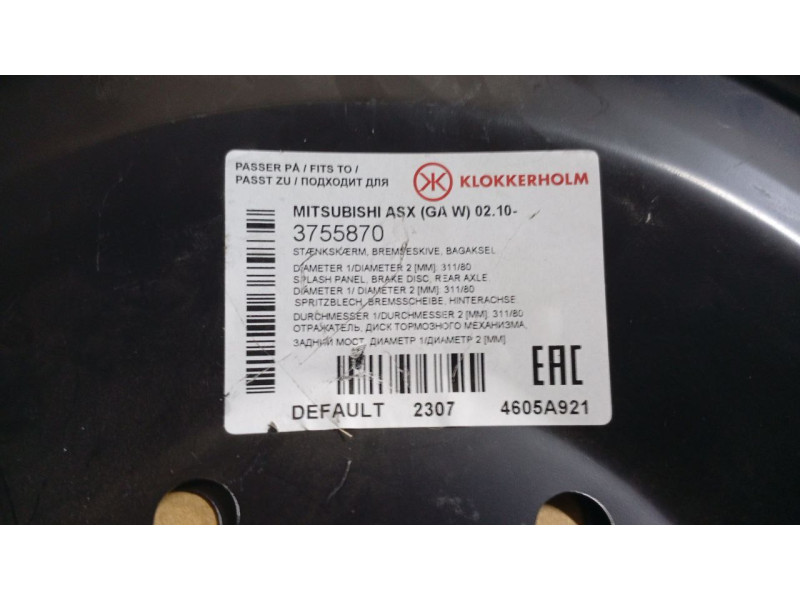 PASSER PÅ / FITS TO /
PASST ZU / ПОДХОДИТ ДЛЯ
KLOKKERHOLM
MITSUBISHI ASX (GA W) 02.10-
3755870
STÆNKSKÆRM, BREMSESKIVE, BAGAKSEL
DIAMETER 1/DIAMETER 2 [MM]: 311/80
SPLASH PANEL, BRAKE DISC, REAR AXLE
DIAMETER 1/ DIAMETER 2 [MM]: 311/80
SPRITZBLECH, BREMSSCHEIBE, HINTERACHSE
DURCHMESSER 1/DURCHMESSER 2 [MM]: 311/80
ОТРАЖАТЕЛЬ, ДИСК ТОРМОЗНОГО МЕХАНИЗМА,
ЗАДНИЙ МОСТ, ДИАМЕТР 1/ДИАМЕТР 2 [MM]
EAC
DEFAULT 2307 4605A921